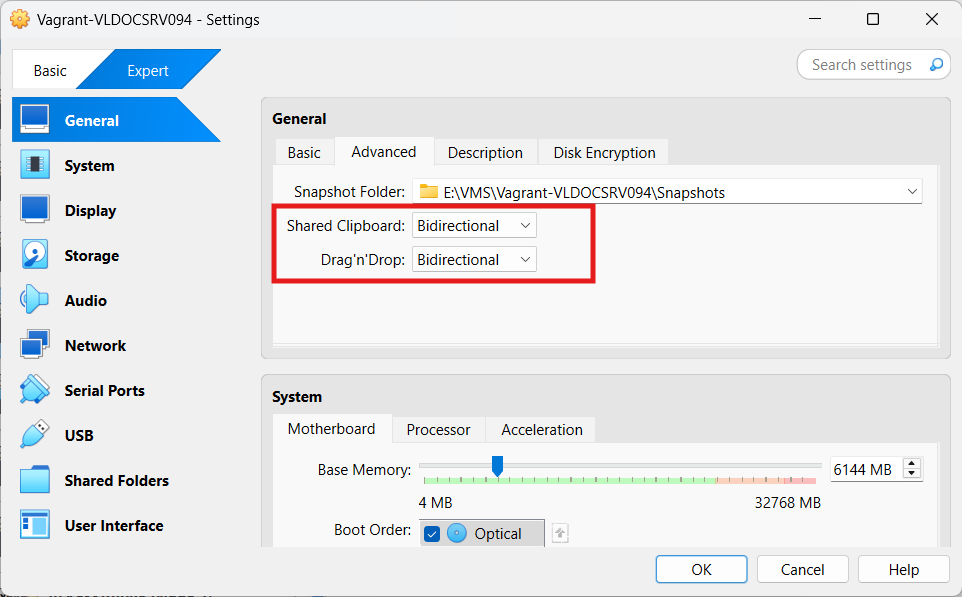 Vagrant-VLDOCSRV094 - Settings
Basic Expert
Search settings
General
System
Display
Storage
Audio
Network
Serial Ports
USB
Shared Folders
User Interface
General
Basic Advanced Description Disk Encryption
Snapshot Folder: E:\VMS\Vagrant-VLDOCSRV094\Snapshots
Shared Clipboard: Bidirectional
Drag'n'Drop: Bidirectional
System
Motherboard Processor Acceleration
Base Memory: 6144 MB
4 MB 32768 MB
Boot Order: Optical
OK Cancel Help